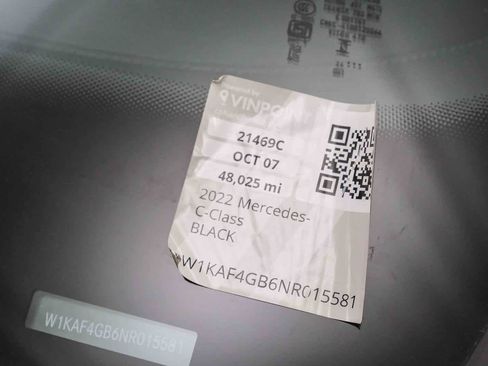 VINPOINT
21469C
OCT 07
48,025 mi
2022 Mercedes-
C-Class
BLACK
W1KAF4GB6NR015581
W1KAF4GB6NR015581